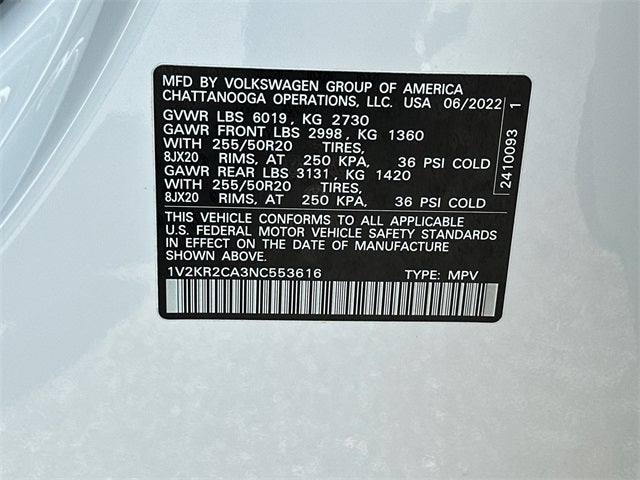 MFD BY VOLKSWAGEN GROUP OF AMERICA
CHATTANOOGA OPERATIONS, LLC. USA 06/2022
GVWR LBS 6019, KG 2730
GAWR FRONT LBS 2998, KG 1360
WITH 255/50R20 TIRES,
8JX20 RIMS, AT 250 KPA, 36 PSI COLD
GAWR REAR LBS 3131, KG 1420
WITH 255/50R20 TIRES,
8JX20 RIMS, AT 250 KPA, 36 PSI COLD
THIS VEHICLE CONFORMS TO ALL APPLICABLE
U.S. FEDERAL MOTOR VEHICLE SAFETY STANDARDS
IN EFFECT ON THE DATE OF MANUFACTURE
SHOWN ABOVE.
1V2KR2CA3NC553616 TYPE: MPV
2410093 1